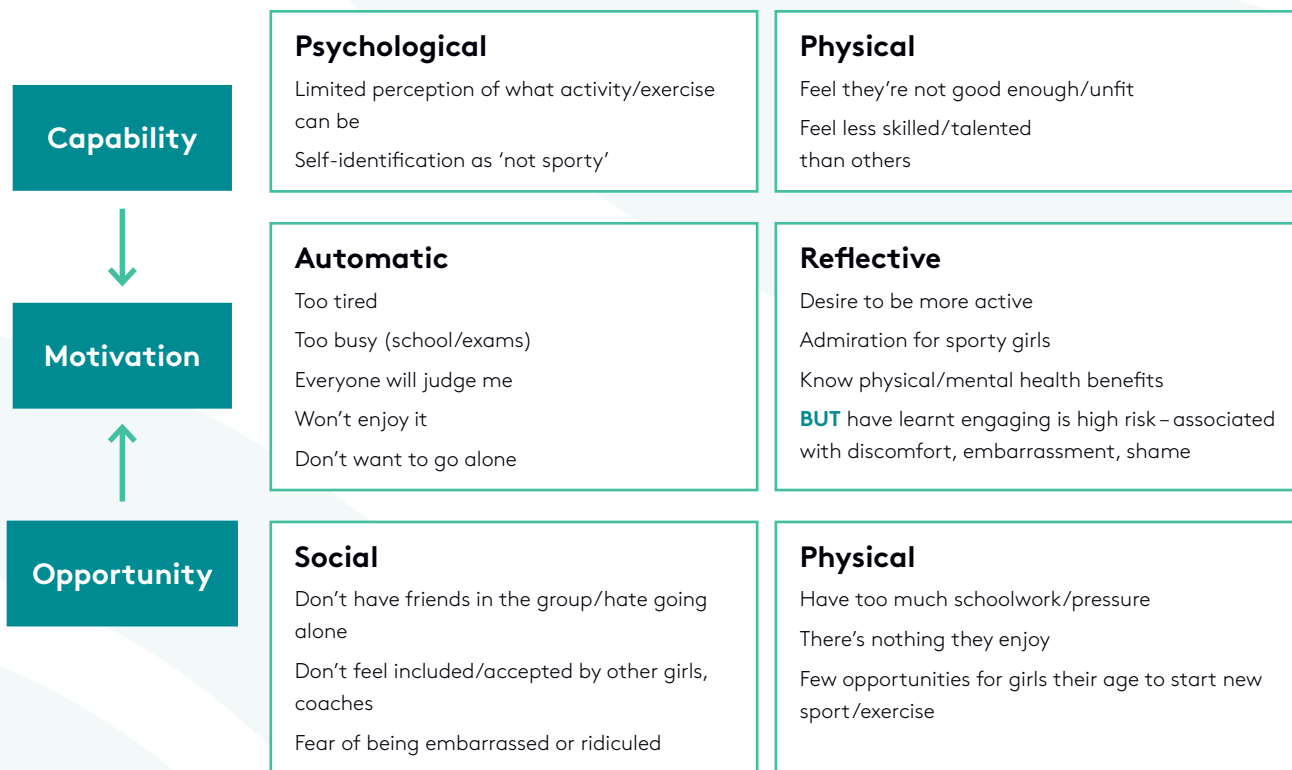 Capability
Psychological
Limited perception of what activity/exercise
can be
Self-identification as ‘not sporty’
Physical
Feel they’re not good enough/unfit
Feel less skilled/talented
than others
Motivation
Automatic
Too tired
Too busy (school/exams)
Everyone will judge me
Won’t enjoy it
Don’t want to go alone
Reflective
Desire to be more active
Admiration for sporty girls
Know physical/mental health benefits
BUT have learnt engaging is high risk – associated
with discomfort, embarrassment, shame
Opportunity
Social
Don’t have friends in the group/hate going
alone
Don’t feel included/accepted by other girls,
coaches
Fear of being embarrassed or ridiculed
Physical
Have too much schoolwork/pressure
There’s nothing they enjoy
Few opportunities for girls their age to start new
sport/exercise